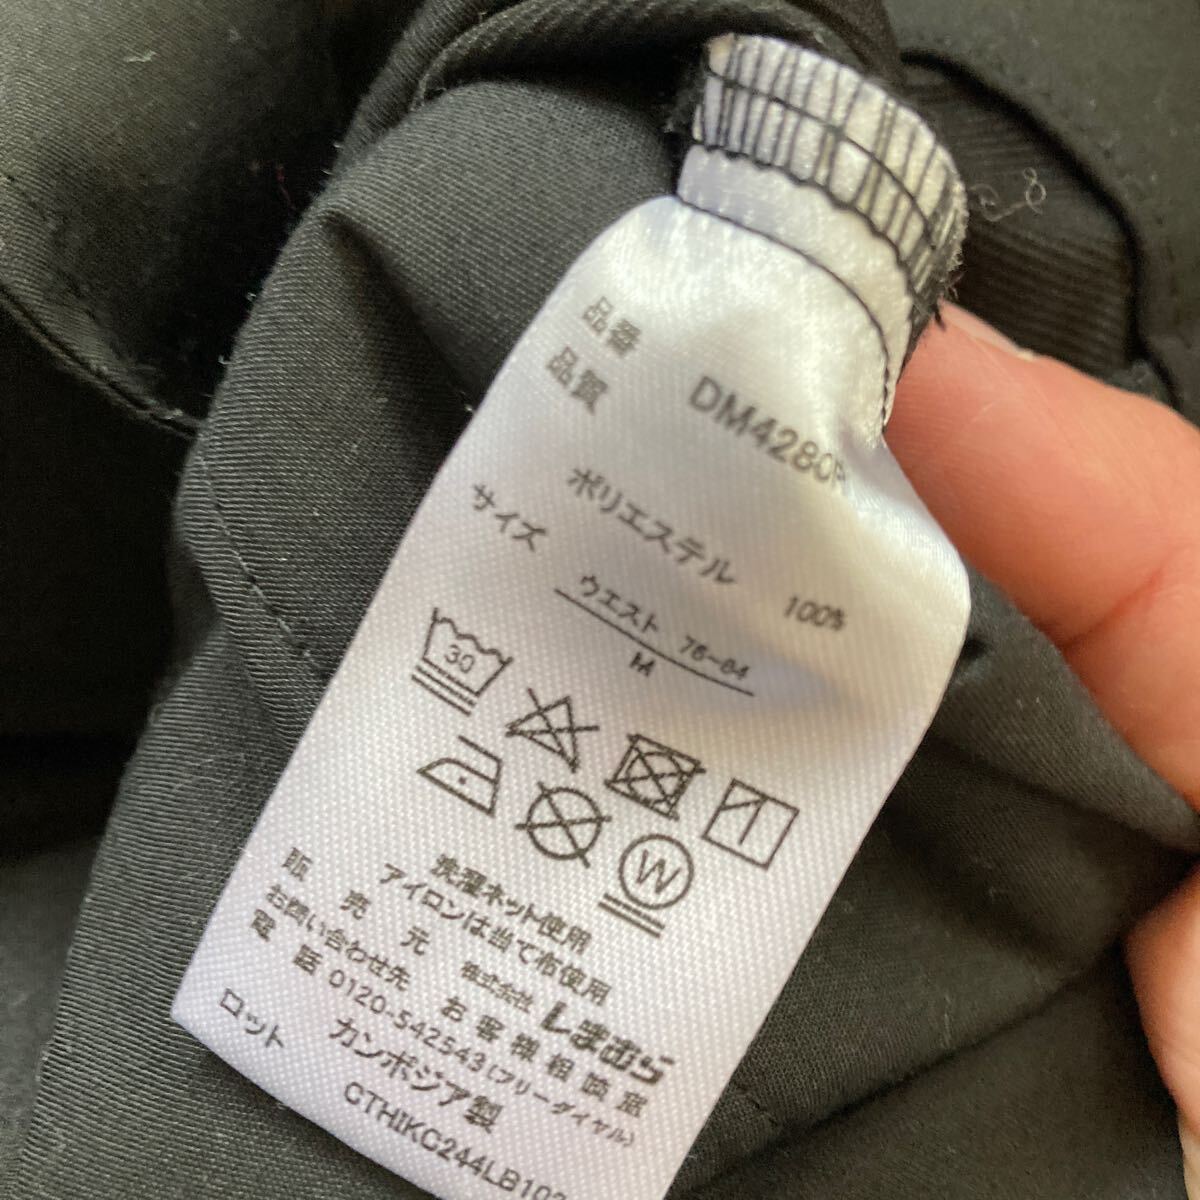 品番 DM4280P
品質
ポリエステル 100%
サイズ
ウエスト 76-84
M
30
W
洗濯ネット使用
アイロンは当て布使用
販売元 株式会社 しまむら
お問い合わせ先 お客様相談室
電話 0120-542543(フリーダイヤル)
カンボジア製
ロット CTHIKC244LB102